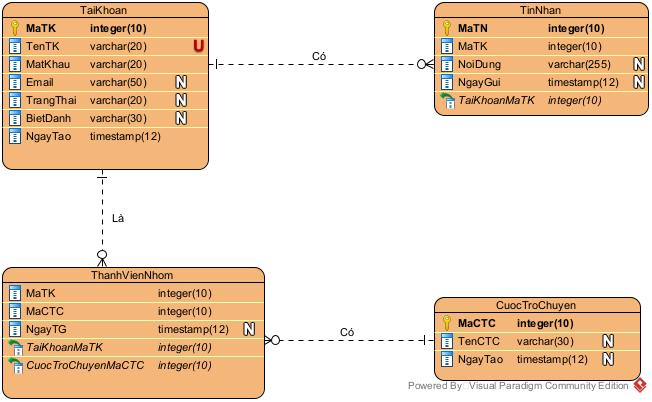 TaiKhoan
MaTK integer(10)
TenTK varchar(20) U
MatKhau varchar(20)
Email varchar(50) N
TrangThai varchar(20) N
BietDanh varchar(30) N
NgayTao timestamp(12)
Có
TinNhan
MaTN integer(10)
MaTK integer(10)
NoiDung varchar(255) N
NgayGui timestamp(12) N
TaiKhoanMaTK integer(10)
Là
ThanhVienNhom
MaTK integer(10)
MaCTC integer(10)
NgayTG timestamp(12) N
TaiKhoanMaTK integer(10)
CuocTroChuyenMaCTC integer(10)
Có
CuocTroChuyen
MaCTC integer(10)
TenCTC varchar(30) N
NgayTao timestamp(12) N
Powered By Visual Paradigm Community Edition